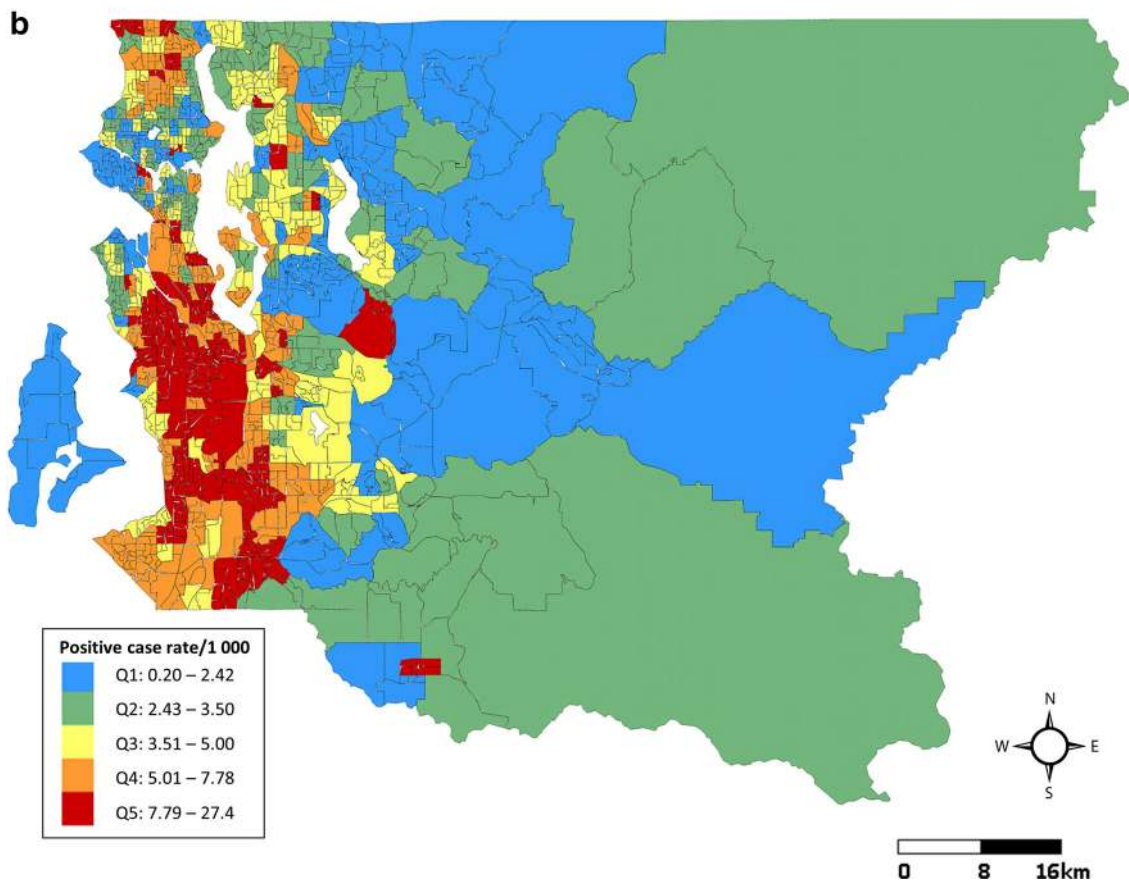 b
Positive case rate/1 000
Q1: 0.20 – 2.42
Q2: 2.43 – 3.50
Q3: 3.51 – 5.00
Q4: 5.01 – 7.78
Q5: 7.79 – 27.4
N
W E
S
0 8 16km